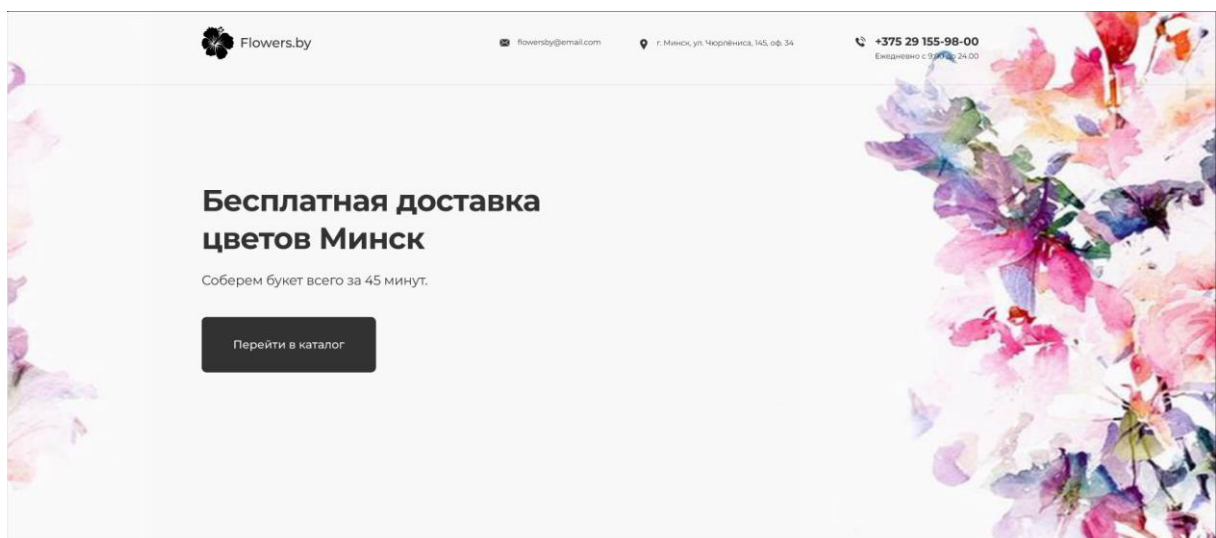 Flowers.by
flowersby@email.com
г. Минск, ул. Чюрлёниса, 145, оф. 34
+375 29 155-98-00
Ежедневно с 9.00 до 24.00
Бесплатная доставка
цветов Минск
Соберем букет всего за 45 минут.
Перейти в каталог